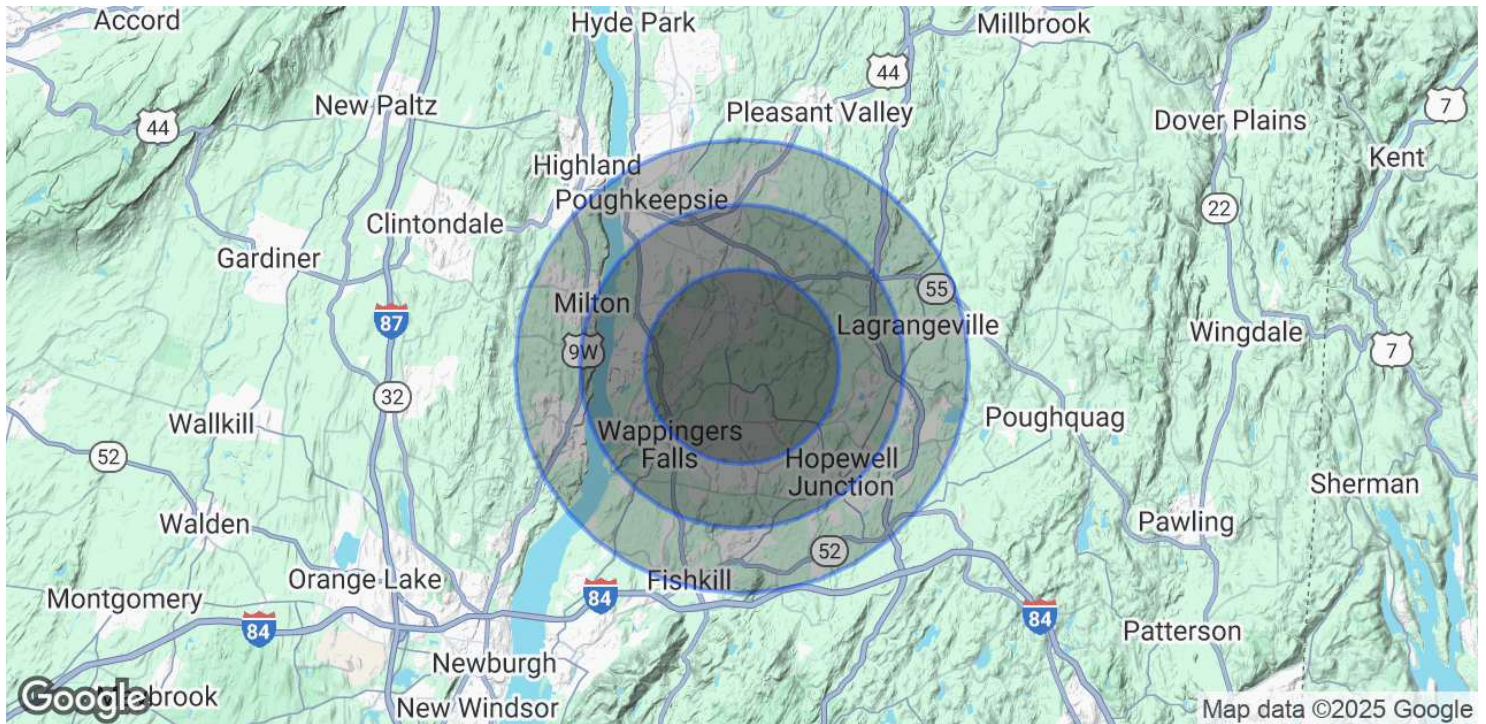 Accord
Hyde Park
Millbrook
44
7
New Paltz
Pleasant Valley
44
Dover Plains
Kent
Highland
Poughkeepsie
22
Clintondale
Gardiner
55
Milton
87
Lagrangeville
Wingdale
9W
7
32
Wallkill
Poughquag
Wappingers
Falls
Hopewell
Junction
52
Sherman
Walden
Pawling
52
Orange Lake
Fishkill
84
Montgomery
84
84
Patterson
Newburgh
Google
brook
New Windsor
Map data ©2025 Google